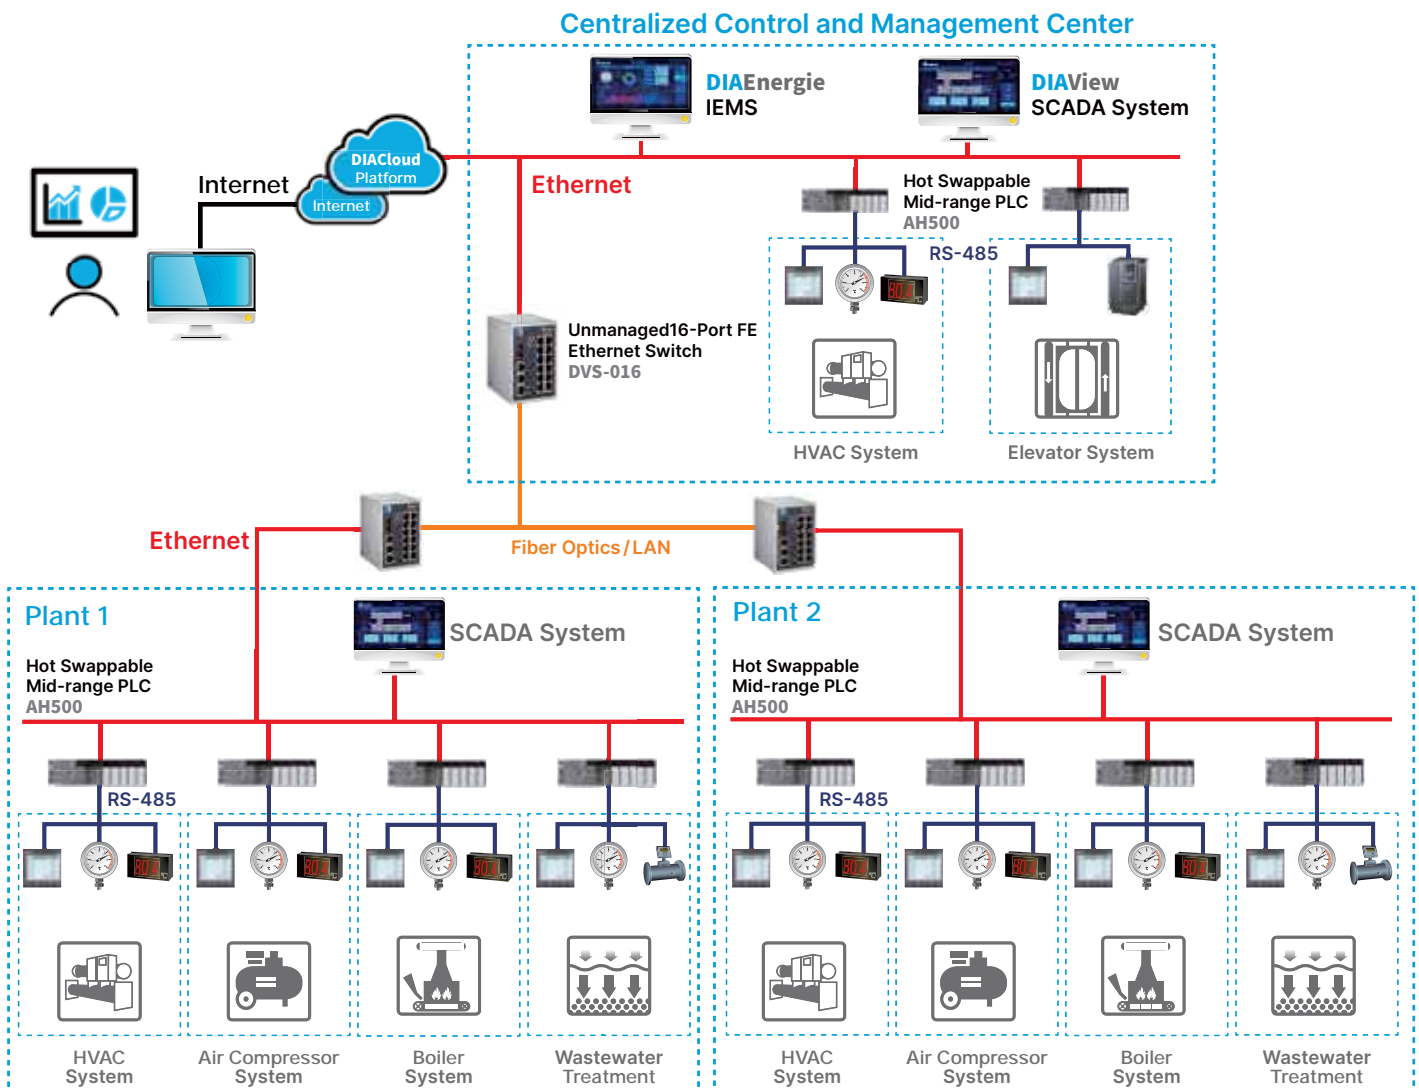 Centralized Control and Management Center
DIAEnergie
IEMS
DIAView
SCADA System
DIACloud
Platform
Internet
Internet
Ethernet
Hot Swappable
Mid-range PLC
AH500
RS-485
Unmanaged16-Port FE
Ethernet Switch
DVS-016
HVAC System
Elevator System
Ethernet
Fiber Optics/LAN
Plant 1
SCADA System
Hot Swappable
Mid-range PLC
AH500
RS-485
HVAC
System
Air Compressor
System
Boiler
System
Wastewater
Treatment
Plant 2
SCADA System
Hot Swappable
Mid-range PLC
AH500
RS-485
HVAC
System
Air Compressor
System
Boiler
System
Wastewater
Treatment